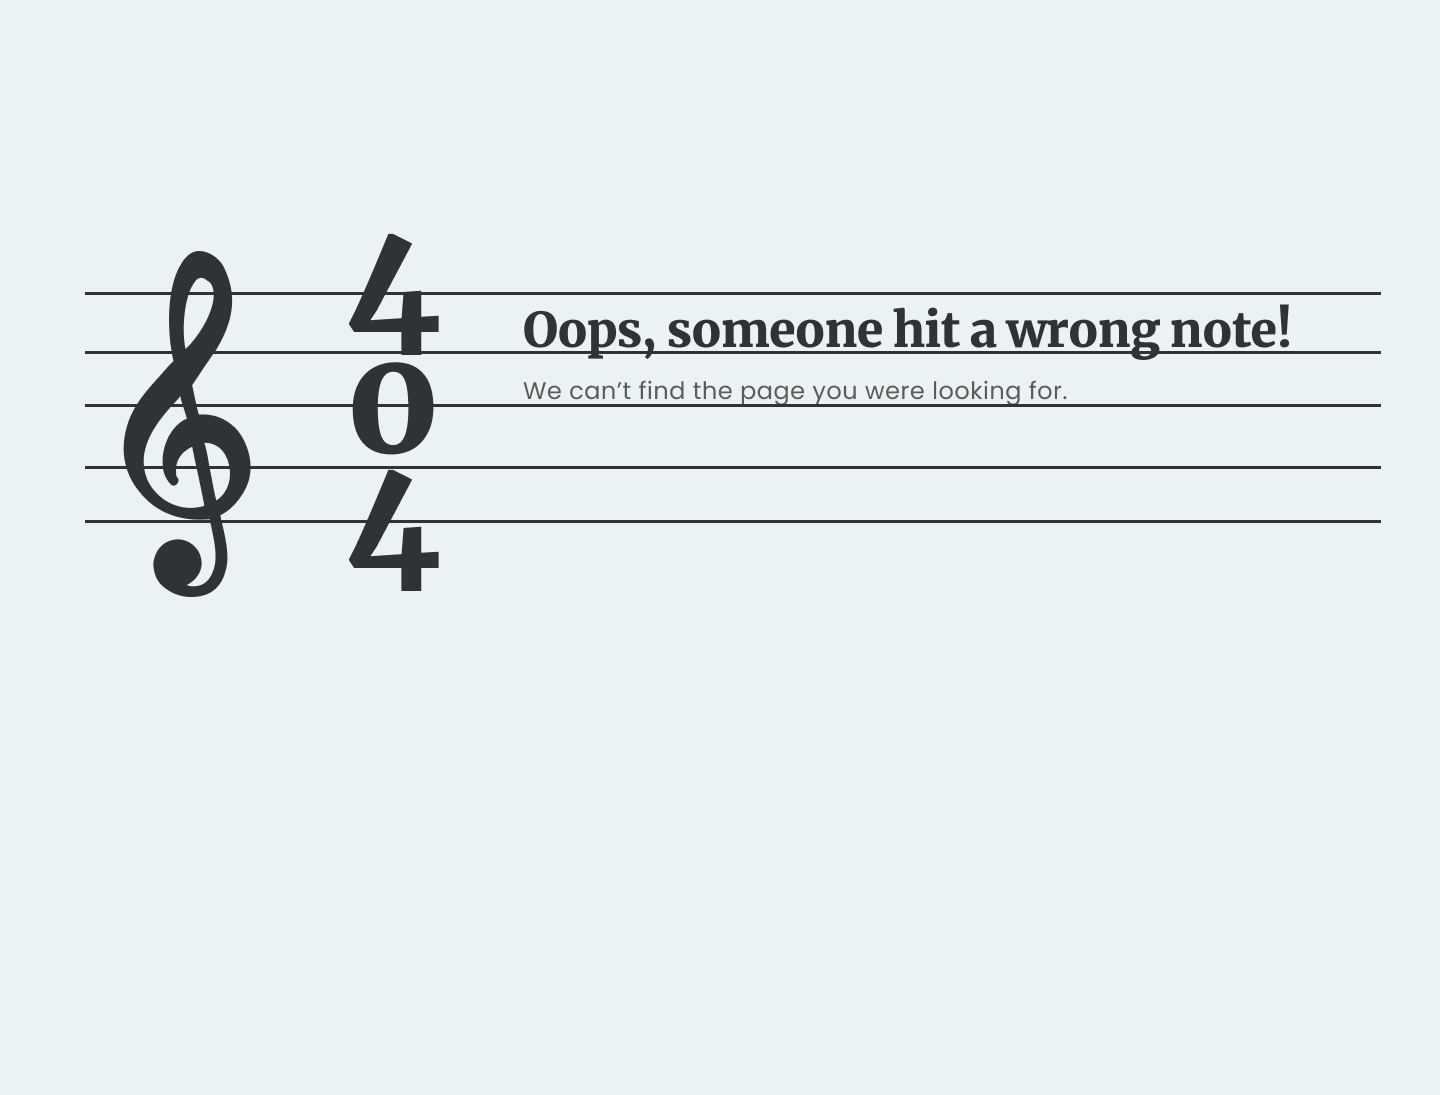 4
0
4
Oops, someone hit a wrong note!
We can’t find the page you were looking for.